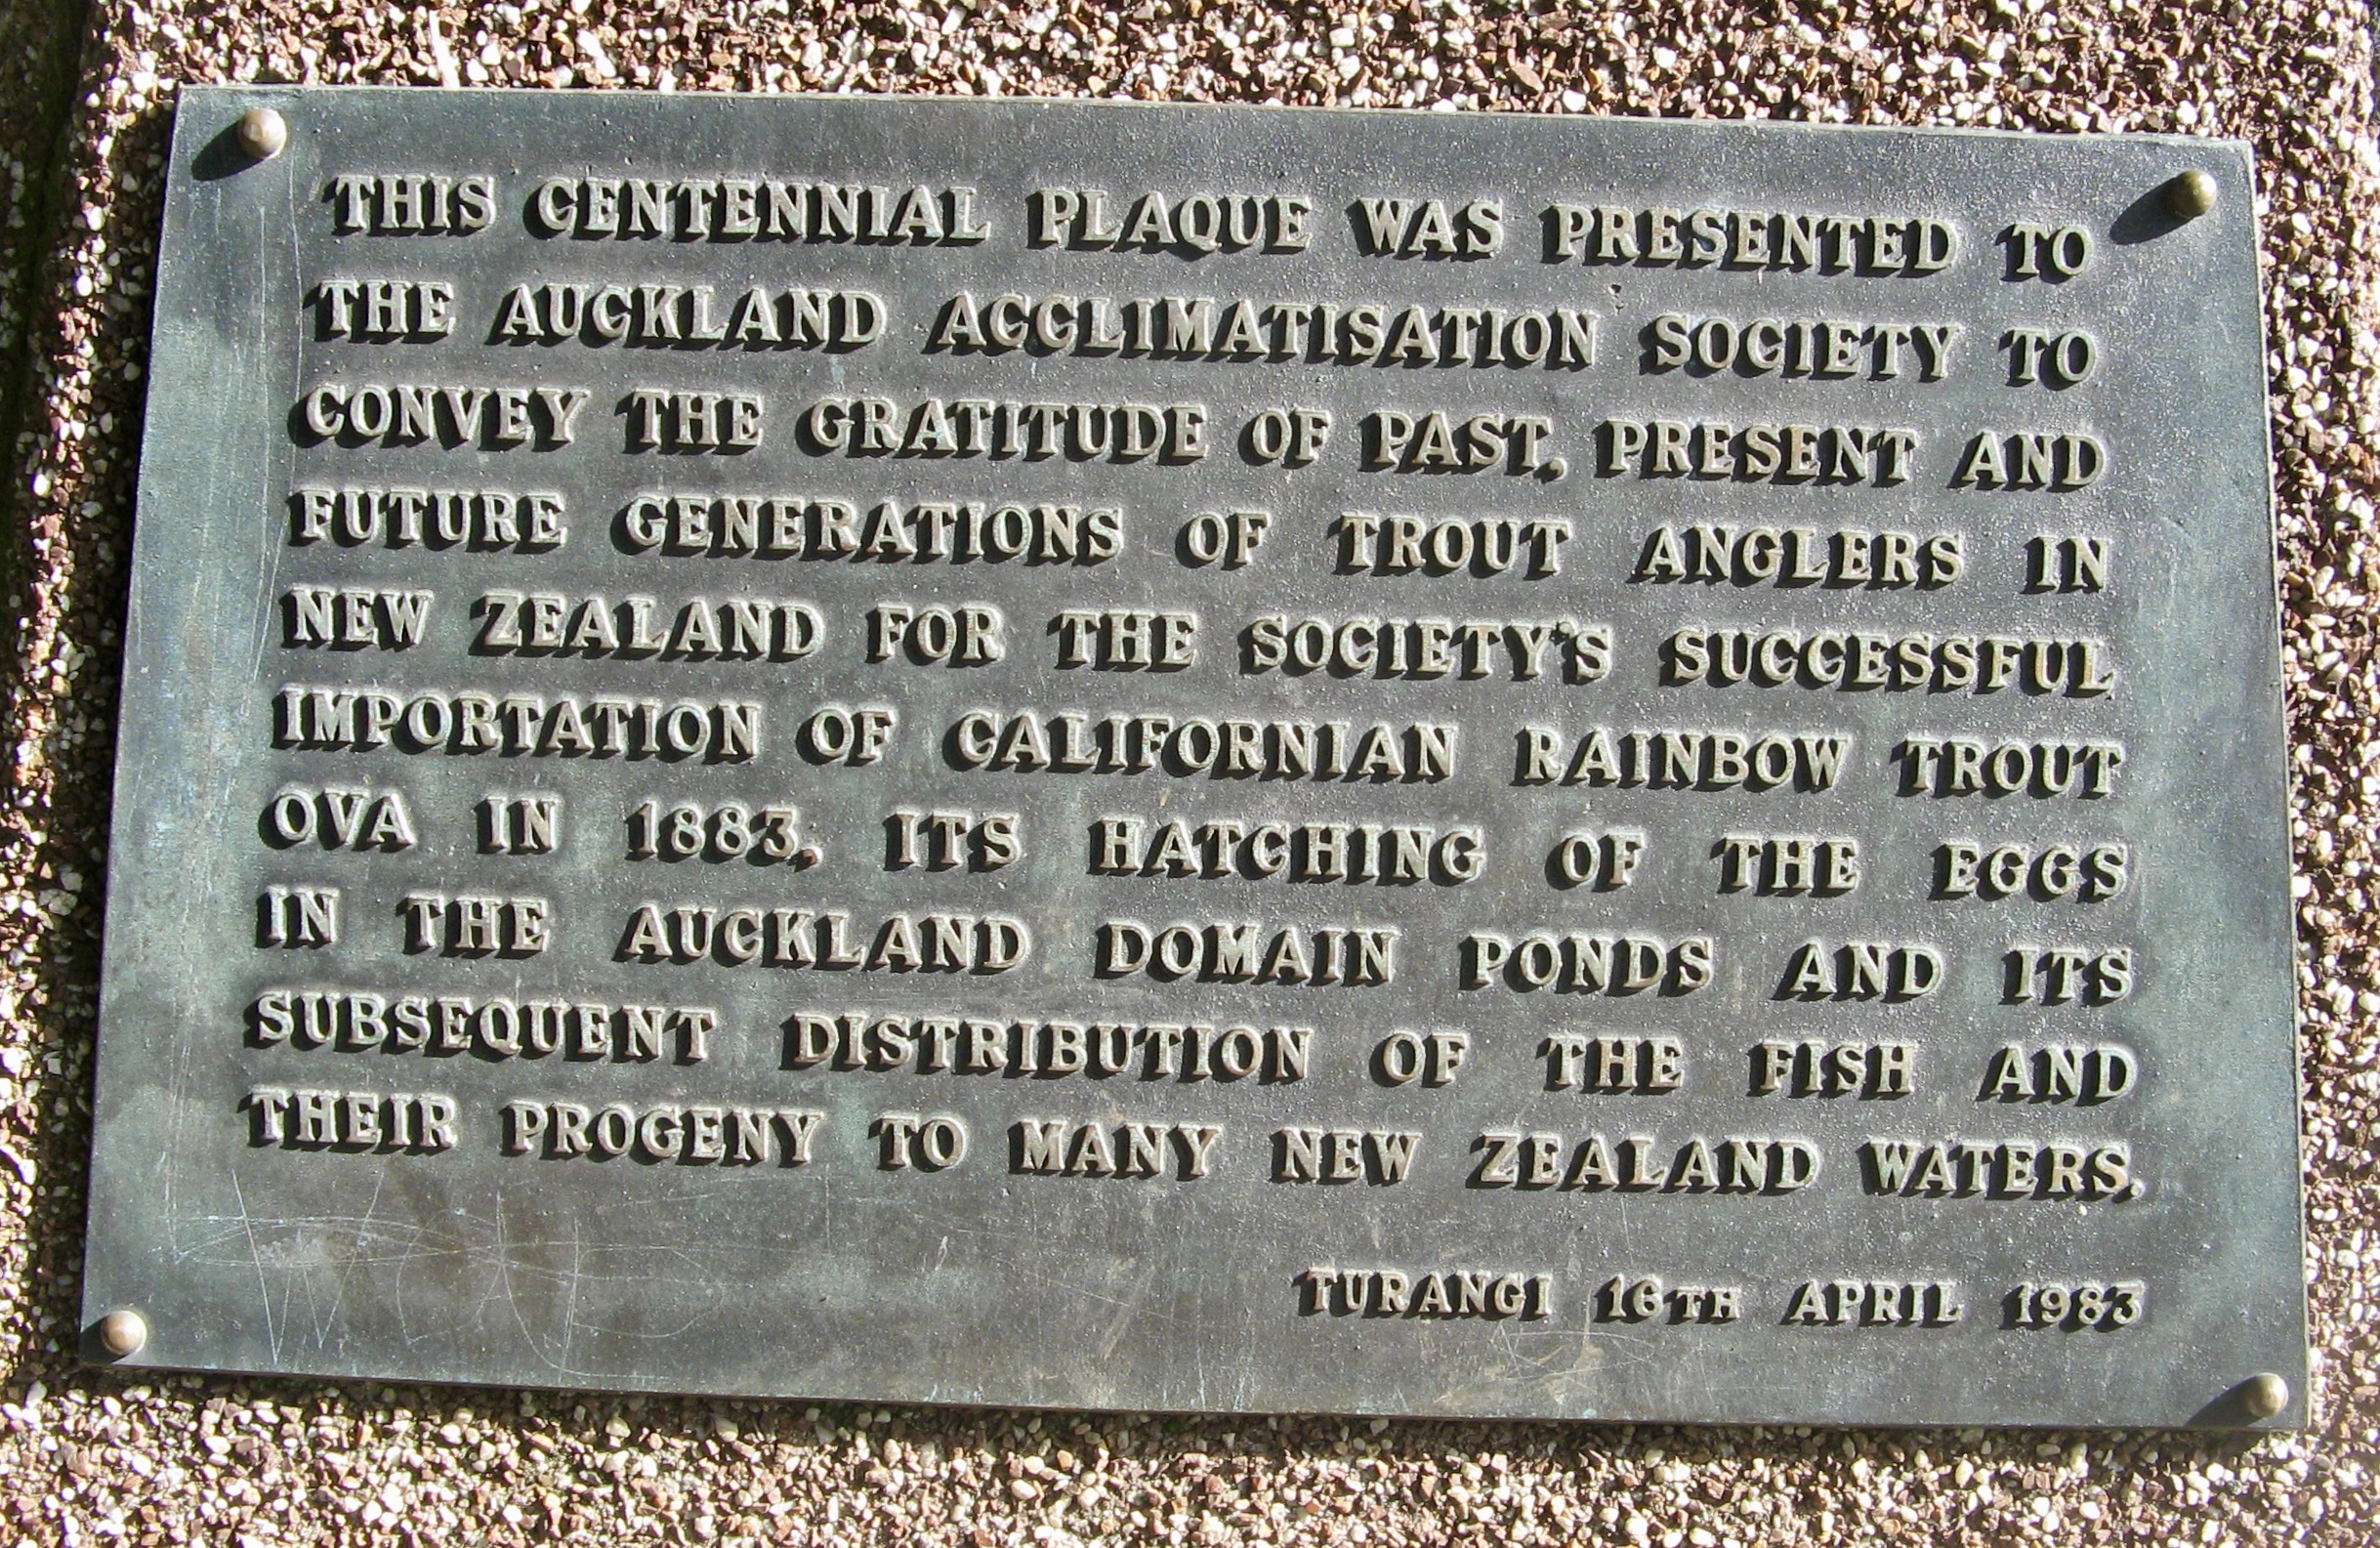 THIS CENTENNIAL PLAQUE WAS PRESENTED TO
THE AUCKLAND ACCLIMATISATION SOCIETY TO
CONVEY THE GRATITUDE OF PAST, PRESENT AND
FUTURE GENERATIONS OF TROUT ANGLERS IN
NEW ZEALAND FOR THE SOCIETY'S SUCCESSFUL
IMPORTATION OF CALIFORNIAN RAINBOW TROUT
OVA IN 1883, ITS HATCHING OF THE EGGS
IN THE AUCKLAND DOMAIN PONDS AND ITS
SUBSEQUENT DISTRIBUTION OF THE FISH AND
THEIR PROGENY TO MANY NEW ZEALAND WATERS.
TURANGI 16TH APRIL 1983